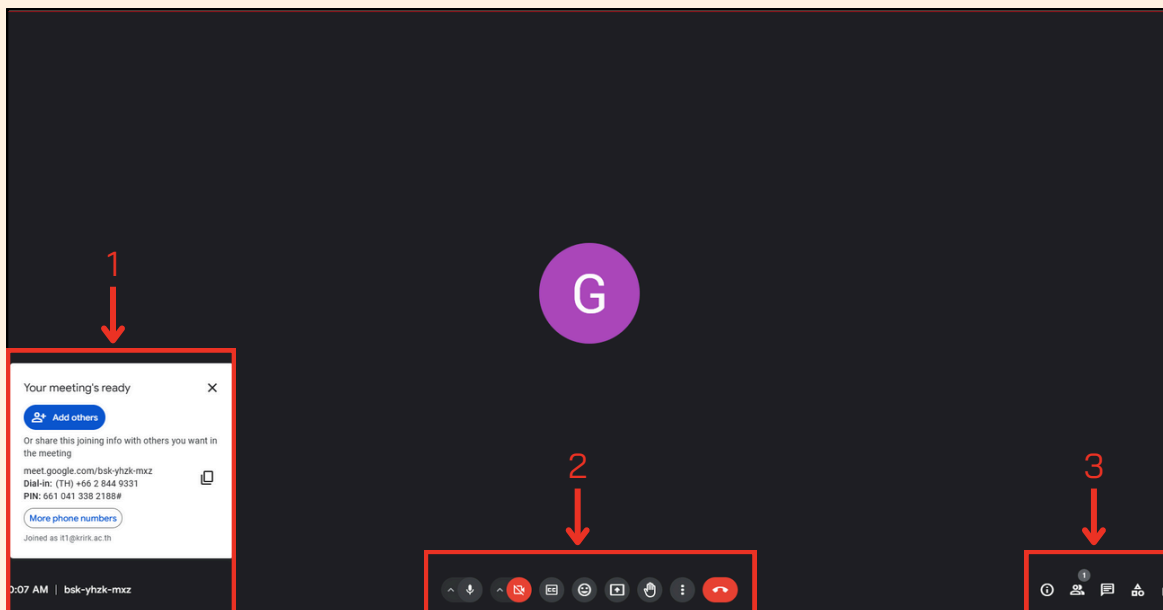 1
Your meeting's ready
Add others
Or share this joining info with others you want in
the meeting
meet.google.com/bsk-yhzk-mxz
Dial-in: (TH) +66 2 844 9331
PIN: 661 041 338 2188#
More phone numbers
Joined as it1@krirk.ac.th
:07 AM | bsk-yhzk-mxz
G
2
CC
3
1